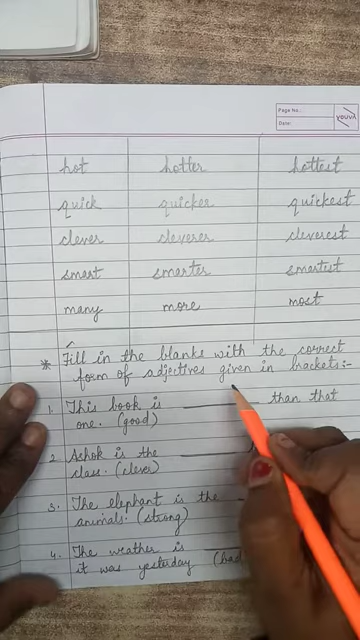 Page No.:
Date:
YOUVA
hot hotter hottest
quick quicker quickest
clever cleverer cleverest
smart smarter smartest
many more most
* Fill in the blanks with the correct
form of adjectives given in brackets:-
1. This book is ________ than that
one. (good)
2. Ashok is the ________
class. (clever)
3. The elephant is the
animals. (strong)
4. The weather is
it was yesterday (bad